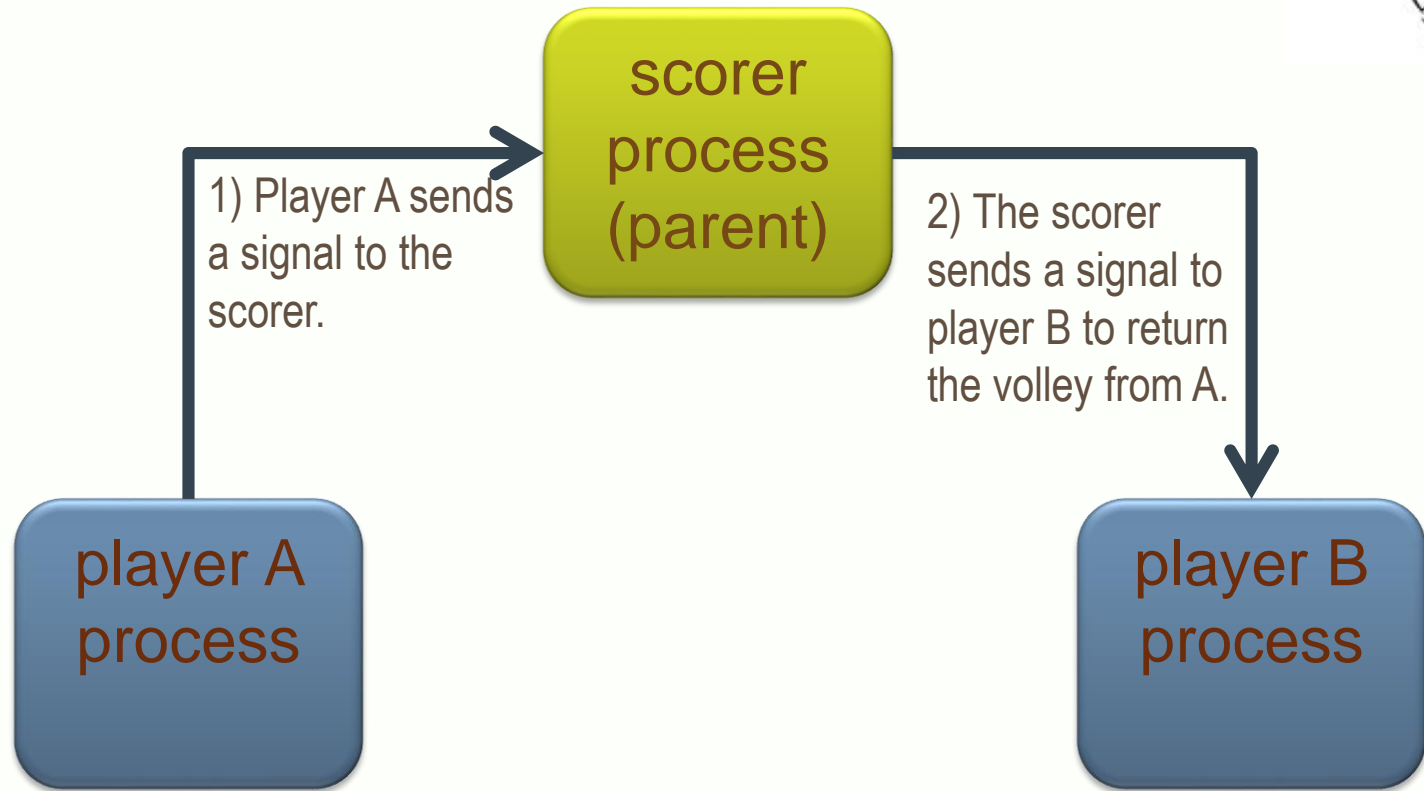 scorer
process
(parent)
1) Player A sends
a signal to the
scorer.
2) The scorer
sends a signal to
player B to return
the volley from A.
player A
process
player B
process